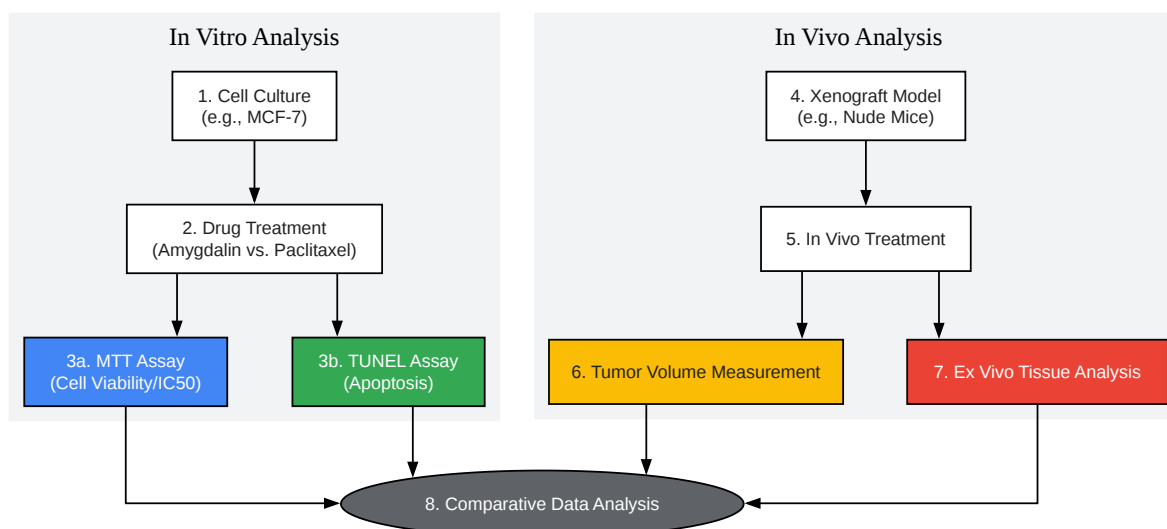 In Vitro Analysis
1. Cell Culture
(e.g., MCF-7)
2. Drug Treatment
(Amygdalin vs. Paclitaxel)
3a. MTT Assay
(Cell Viability/IC50)
3b. TUNEL Assay
(Apoptosis)
In Vivo Analysis
4. Xenograft Model
(e.g., Nude Mice)
5. In Vivo Treatment
6. Tumor Volume Measurement
7. Ex Vivo Tissue Analysis
8. Comparative Data Analysis